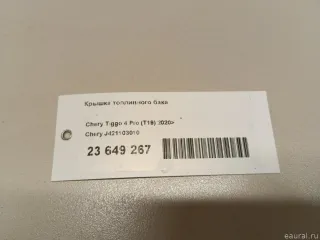 Крышка топливного бака
Chery Tiggo 4 Pro (T19) 2020>
Chery J421103010
23 649 267
eaural.ru